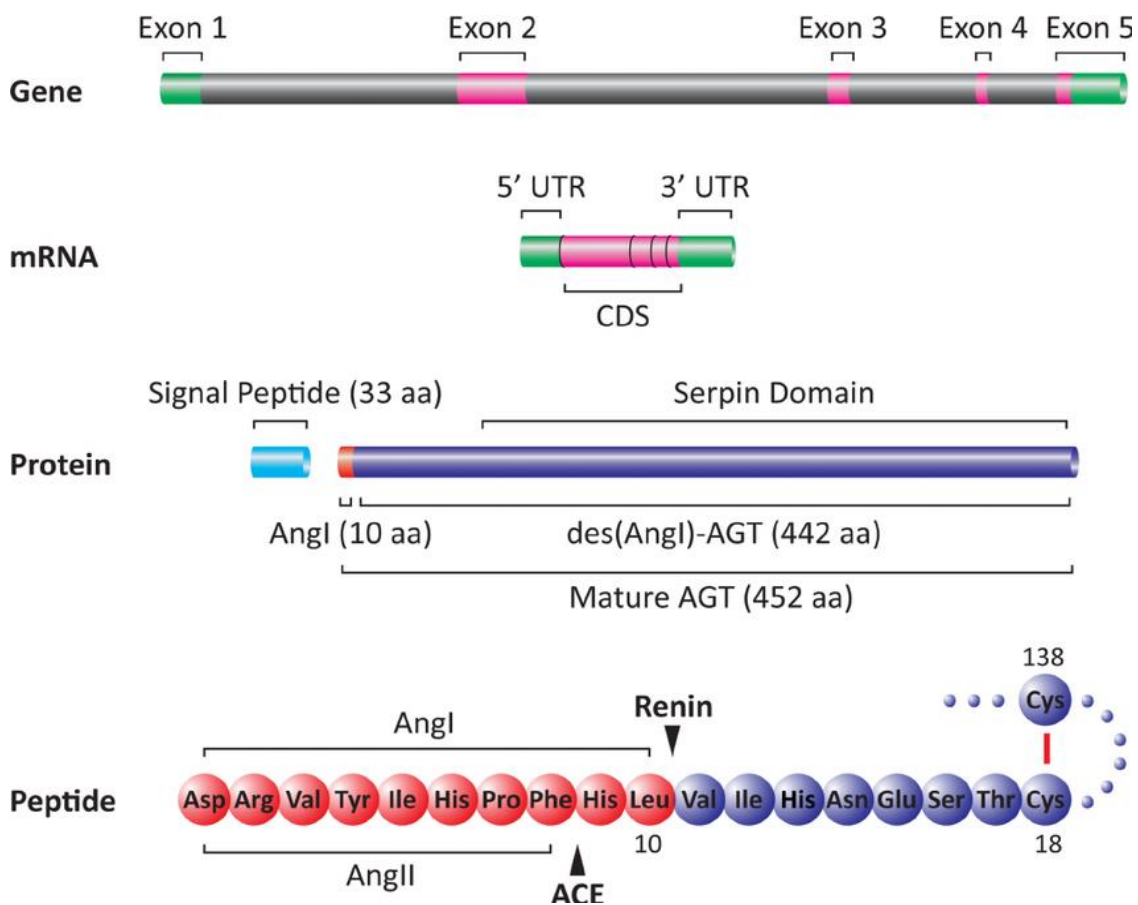 Exon 1 Exon 2 Exon 3 Exon 4 Exon 5
Gene
5’ UTR 3’ UTR
mRNA
CDS
Signal Peptide (33 aa) Serpin Domain
Protein
AngI (10 aa) des(AngI)-AGT (442 aa)
Mature AGT (452 aa)
138
Cys
Renin
AngI
Peptide Asp Arg Val Tyr Ile His Pro Phe His Leu Val Ile His Asn Glu Ser Thr Cys
10 18
AngII
ACE